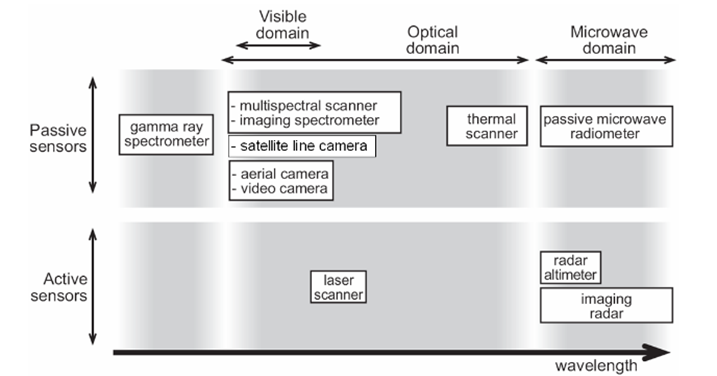 Visible
domain
Optical
domain
Microwave
domain
Passive
sensors
gamma ray
spectrometer
- multispectral scanner
- imaging spectrometer
- satellite line camera
- aerial camera
- video camera
thermal
scanner
passive microwave
radiometer
Active
sensors
laser
scanner
radar
altimeter
imaging
radar
wavelength